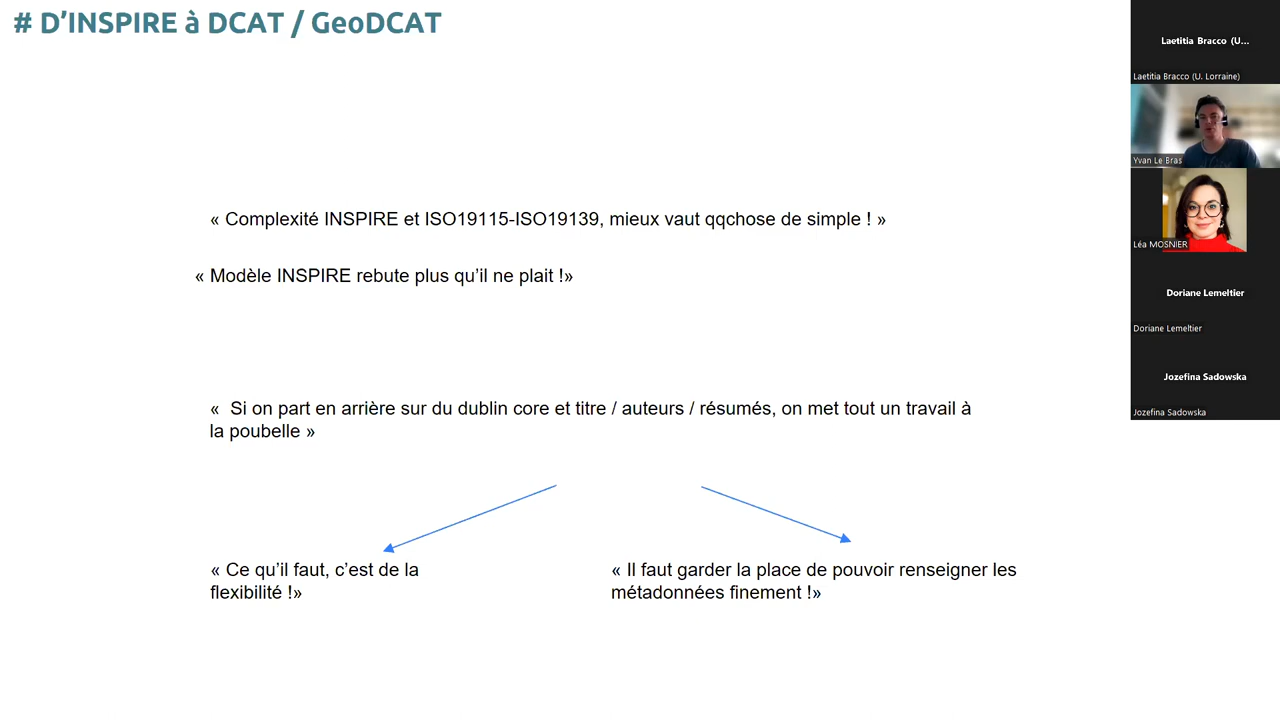 # D'INSPIRE à DCAT / GeoDCAT
« Complexité INSPIRE et ISO19115-ISO19139, mieux vaut qqchose de simple ! »
« Modèle INSPIRE rebute plus qu'il ne plait !»
«  Si on part en arrière sur du dublin core et titre / auteurs / résumés, on met tout un travail à
la poubelle »
« Ce qu'il faut, c'est de la
flexibilité !»
« Il faut garder la place de pouvoir renseigner les
métadonnées finement !»
Laetitia Bracco (U...
Laetitia Bracco (U. Lorraine)
Yvan Le Bras
Léa MOSNIER
Doriane Lemeltier
Doriane Lemeltier
Jozefina Sadowska
Jozefina Sadowska